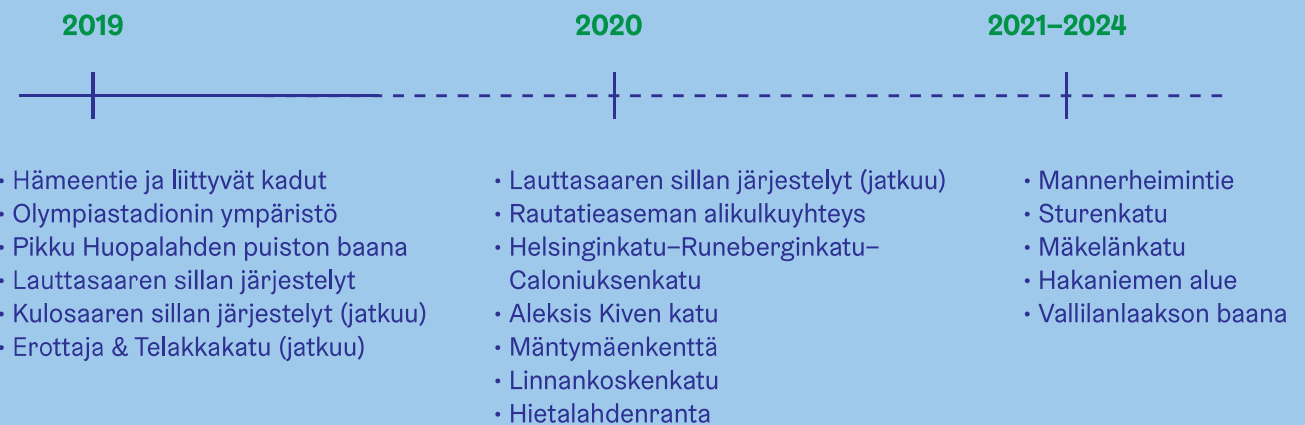 2019
2020
2021–2024
• Hämeentie ja liittyvät kadut
• Olympiastadionin ympäristö
• Pikku Huopalahden puiston baana
• Lauttasaaren sillan järjestelyt
• Kulosaaren sillan järjestelyt (jatkuu)
• Erottaja & Telakkakatu (jatkuu)
• Lauttasaaren sillan järjestelyt (jatkuu)
• Rautatieaseman alikulkuyhteys
• Helsinginkatu–Runeberginkatu–
Caloniuksenkatu
• Aleksis Kiven katu
• Mäntymäenkenttä
• Linnankoskenkatu
• Hietalahdenranta
• Mannerheimintie
• Sturenkatu
• Mäkelänkatu
• Hakaniemen alue
• Vallilanlaakson baana